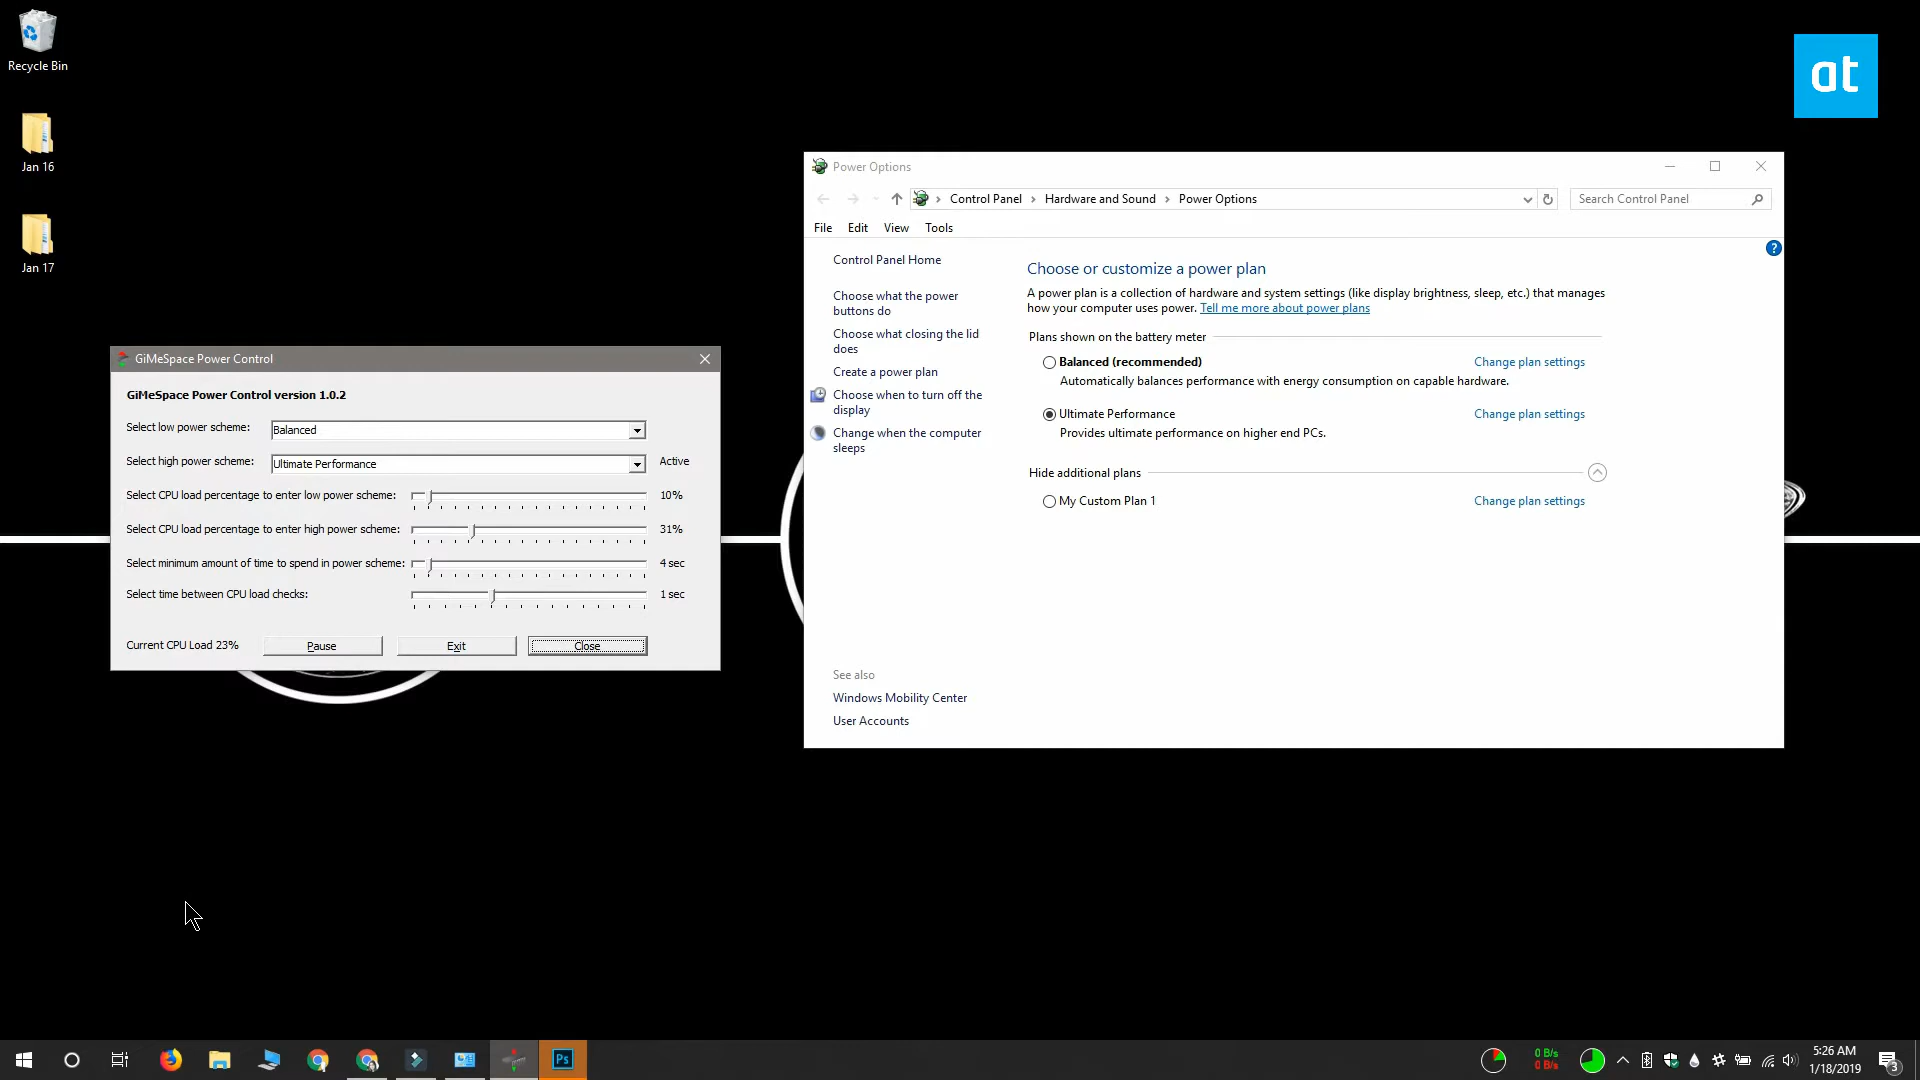 Recycle Bin
Jan 16
Jan 17
at
GiMeSpace Power Control
GiMeSpace Power Control version 1.0.2
Select low power scheme:
Balanced
Select high power scheme:
Ultimate Performance
Active
Select CPU load percentage to enter low power scheme:
10%
Select CPU load percentage to enter high power scheme:
31%
Select minimum amount of time to spend in power scheme:
4 sec
Select time between CPU load checks:
1 sec
Current CPU Load 23%
Pause
Exit
Close
Power Options
Control Panel
Hardware and Sound
Power Options
Search Control Panel
File
Edit
View
Tools
?
Control Panel Home
Choose what the power
buttons do
Choose what closing the lid
does
Create a power plan
Choose when to turn off the
display
Change when the computer
sleeps
See also
Windows Mobility Center
User Accounts
Choose or customize a power plan
A power plan is a collection of hardware and system settings (like display brightness, sleep, etc.) that manages
how your computer uses power. Tell me more about power plans
Plans shown on the battery meter
Balanced (recommended)
Change plan settings
Automatically balances performance with energy consumption on capable hardware.
Ultimate Performance
Change plan settings
Provides ultimate performance on higher end PCs.
Hide additional plans
My Custom Plan 1
Change plan settings
Ps
0 B/s
0 B/s
5:26 AM
1/18/2019
3